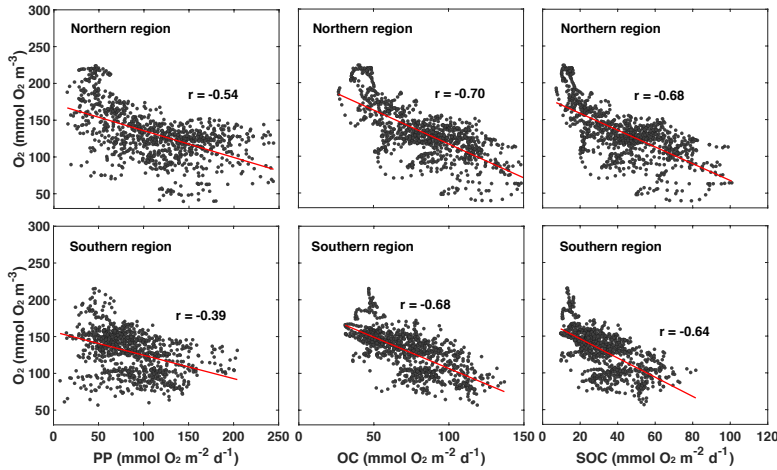 300
250
200
150
100
50
O₂ (mmol O₂ m⁻³)
Northern region
r = -0.54
Northern region
r = -0.70
Northern region
r = -0.68
300
250
200
150
100
50
O₂ (mmol O₂ m⁻³)
Southern region
r = -0.39
Southern region
r = -0.68
Southern region
r = -0.64
0 50 100 150 200 250
50 100 150
0 20 40 60 80 100 120
PP (mmol O₂ m⁻² d⁻¹)
OC (mmol O₂ m⁻² d⁻¹)
SOC (mmol O₂ m⁻² d⁻¹)